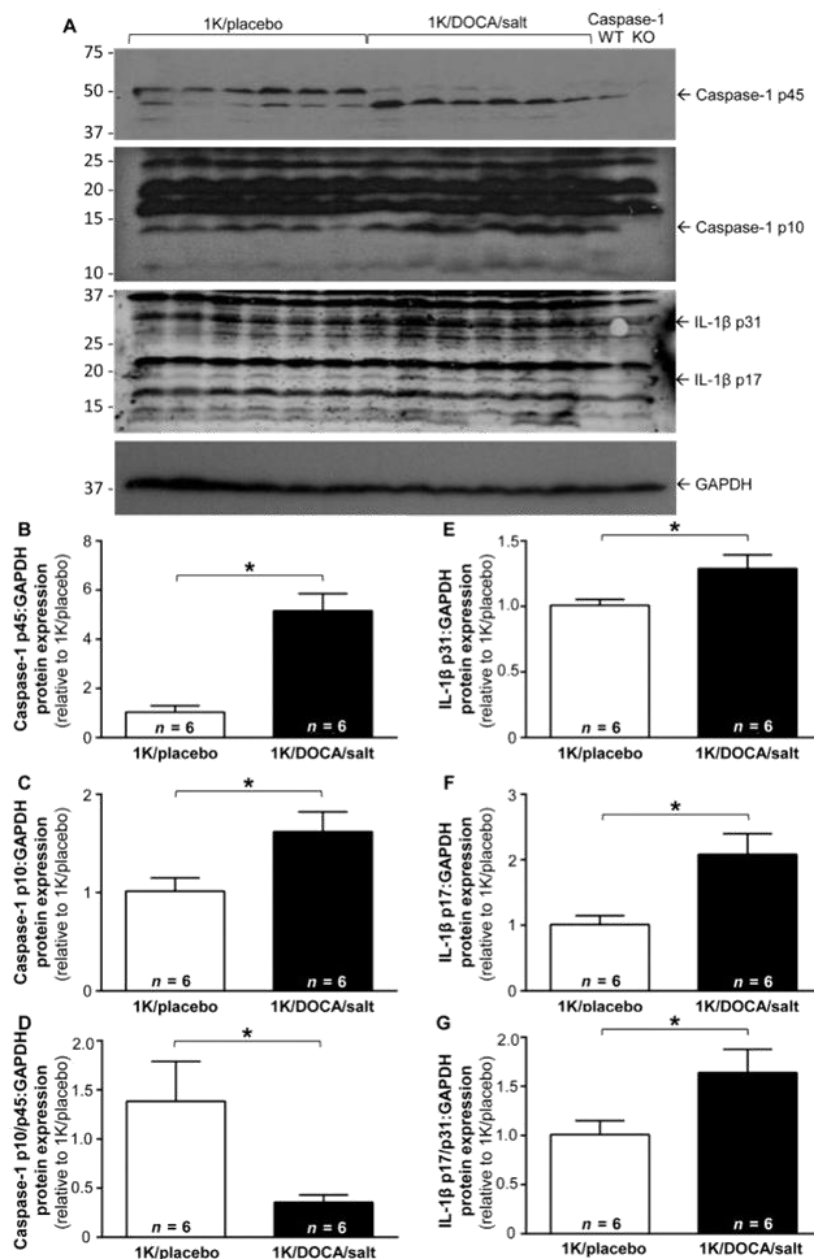 A
1K/placebo
1K/DOCA/salt
Caspase-1
WT KO
75
50
37
← Caspase-1 p45
25
20
15
10
← Caspase-1 p10
37
25
20
15
← IL-1β p31
← IL-1β p17
37
← GAPDH
B
Caspase-1 p45:GAPDH
protein expression
(relative to 1K/placebo)
8
6
4
2
0
*
n = 6
n = 6
1K/placebo
1K/DOCA/salt
C
Caspase-1 p10:GAPDH
protein expression
(relative to 1K/placebo)
2
1
0
*
n = 6
n = 6
1K/placebo
1K/DOCA/salt
D
Caspase-1 p10/p45:GAPDH
protein expression
(relative to 1K/placebo)
2.0
1.5
1.0
0.5
0.0
*
n = 6
n = 6
1K/placebo
1K/DOCA/salt
E
IL-1β p31:GAPDH
protein expression
(relative to 1K/placebo)
1.5
1.0
0.5
0
*
n = 6
n = 6
1K/placebo
1K/DOCA/salt
F
IL-1β p17:GAPDH
protein expression
(relative to 1K/placebo)
3
2
1
0
*
n = 6
n = 6
1K/placebo
1K/DOCA/salt
G
IL-1β p17/p31:GAPDH
protein expression
(relative to 1K/placebo)
2.0
1.5
1.0
0.5
0.0
*
n = 6
n = 6
1K/placebo
1K/DOCA/salt